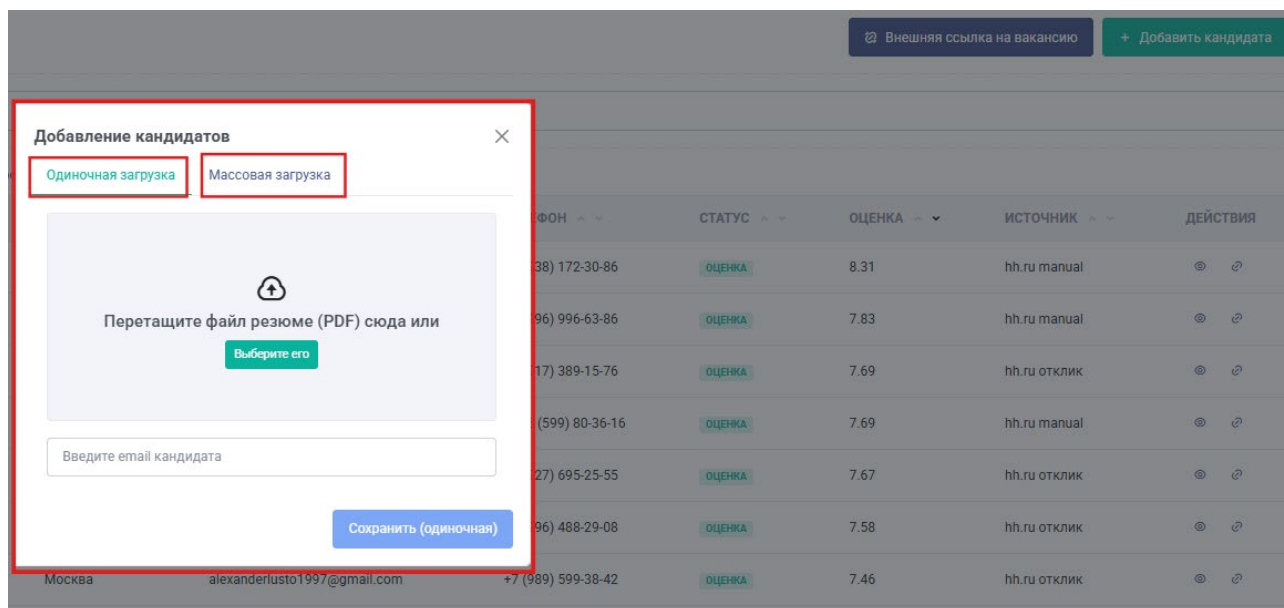 Внешняя ссылка на вакансию
+ Добавить кандидата
Добавление кандидатов
Одиночная загрузка Массовая загрузка
Перетащите файл резюме (PDF) сюда или
Выберите его
Введите email кандидата
Сохранить (одиночная)
ФОН СТАТУС ОЦЕНКА ИСТОЧНИК ДЕЙСТВИЯ
38) 172-30-86 ОЦЕНКА 8.31 hh.ru manual
96) 996-63-86 ОЦЕНКА 7.83 hh.ru manual
17) 389-15-76 ОЦЕНКА 7.69 hh.ru отклик
(599) 80-36-16 ОЦЕНКА 7.69 hh.ru manual
27) 695-25-55 ОЦЕНКА 7.67 hh.ru отклик
96) 488-29-08 ОЦЕНКА 7.58 hh.ru отклик
Москва alexanderlusto1997@gmail.com +7 (989) 599-38-42 ОЦЕНКА 7.46 hh.ru отклик